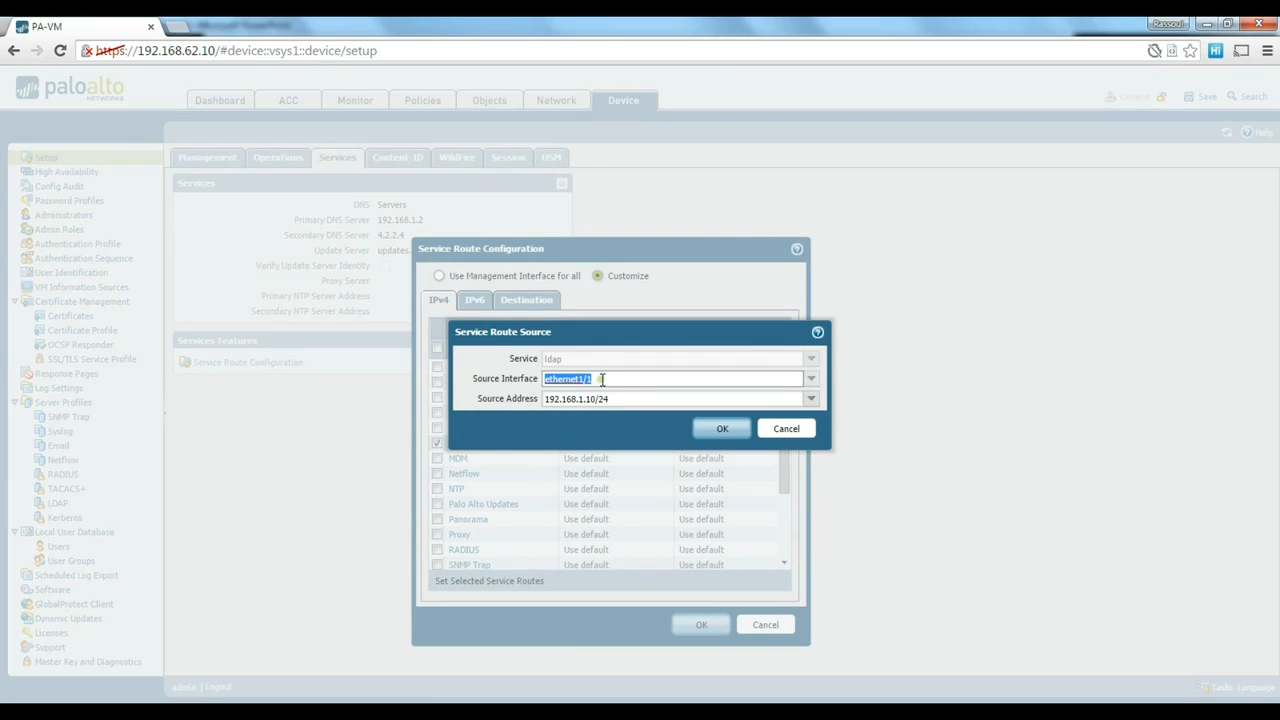 PA-VM
Rassoul
https://192.168.62.10/#device::vsys1::device/setup
Hi
paloalto
NETWORKS
Dashboard
ACC
Monitor
Policies
Objects
Network
Device
Commit
Save
Search
Help
Setup
High Availability
Config Audit
Password Profiles
Administrators
Admin Roles
Authentication Profile
Authentication Sequence
User Identification
VM Information Sources
Certificate Management
Certificates
Certificate Profile
OCSP Responder
SSL/TLS Service Profile
Response Pages
Log Settings
Server Profiles
SNMP Trap
Syslog
Email
Netflow
RADIUS
TACACS+
LDAP
Kerberos
Local User Database
Users
User Groups
Scheduled Log Export
Software
GlobalProtect Client
Dynamic Updates
Licenses
Support
Master Key and Diagnostics
Management
Operations
Services
Content-ID
WildFire
Session
HSM
Services
DNS Servers
Primary DNS Server 192.168.1.2
Secondary DNS Server 4.2.2.4
Update Server updates.
Verify Update Server Identity
Proxy Server
Primary NTP Server Address
Secondary NTP Server Address
Services Features
Service Route Configuration
Service Route Configuration
Use Management Interface for all
Customize
IPv4
IPv6
Destination
Service Route Source
Service ldap
Source Interface ethernet1/1
Source Address 192.168.1.10/24
OK
Cancel
MDM Use default Use default
Netflow Use default Use default
NTP Use default Use default
Palo Alto Updates Use default Use default
Panorama Use default Use default
Proxy Use default Use default
RADIUS Use default Use default
SNMP Trap Use default Use default
Set Selected Service Routes
OK
Cancel
admin
Logout
Tasks
Language